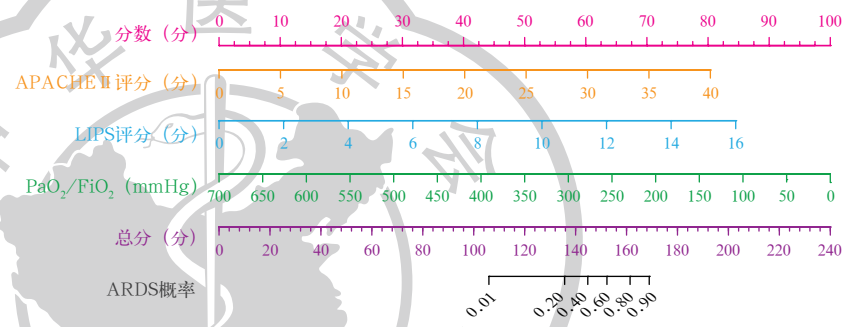 分数（分） 0 10 20 30 40 50 60 70 80 90 100
APACHEⅡ评分（分） 0 5 10 15 20 25 30 35 40
LIPS评分（分） 0 2 4 6 8 10 12 14 16
PaO₂/FiO₂（mmHg） 700 650 600 550 500 450 400 350 300 250 200 150 100 50 0
总分（分） 0 20 40 60 80 100 120 140 160 180 200 220 240
ARDS概率 0.01 0.20 0.40 0.60 0.80 0.90